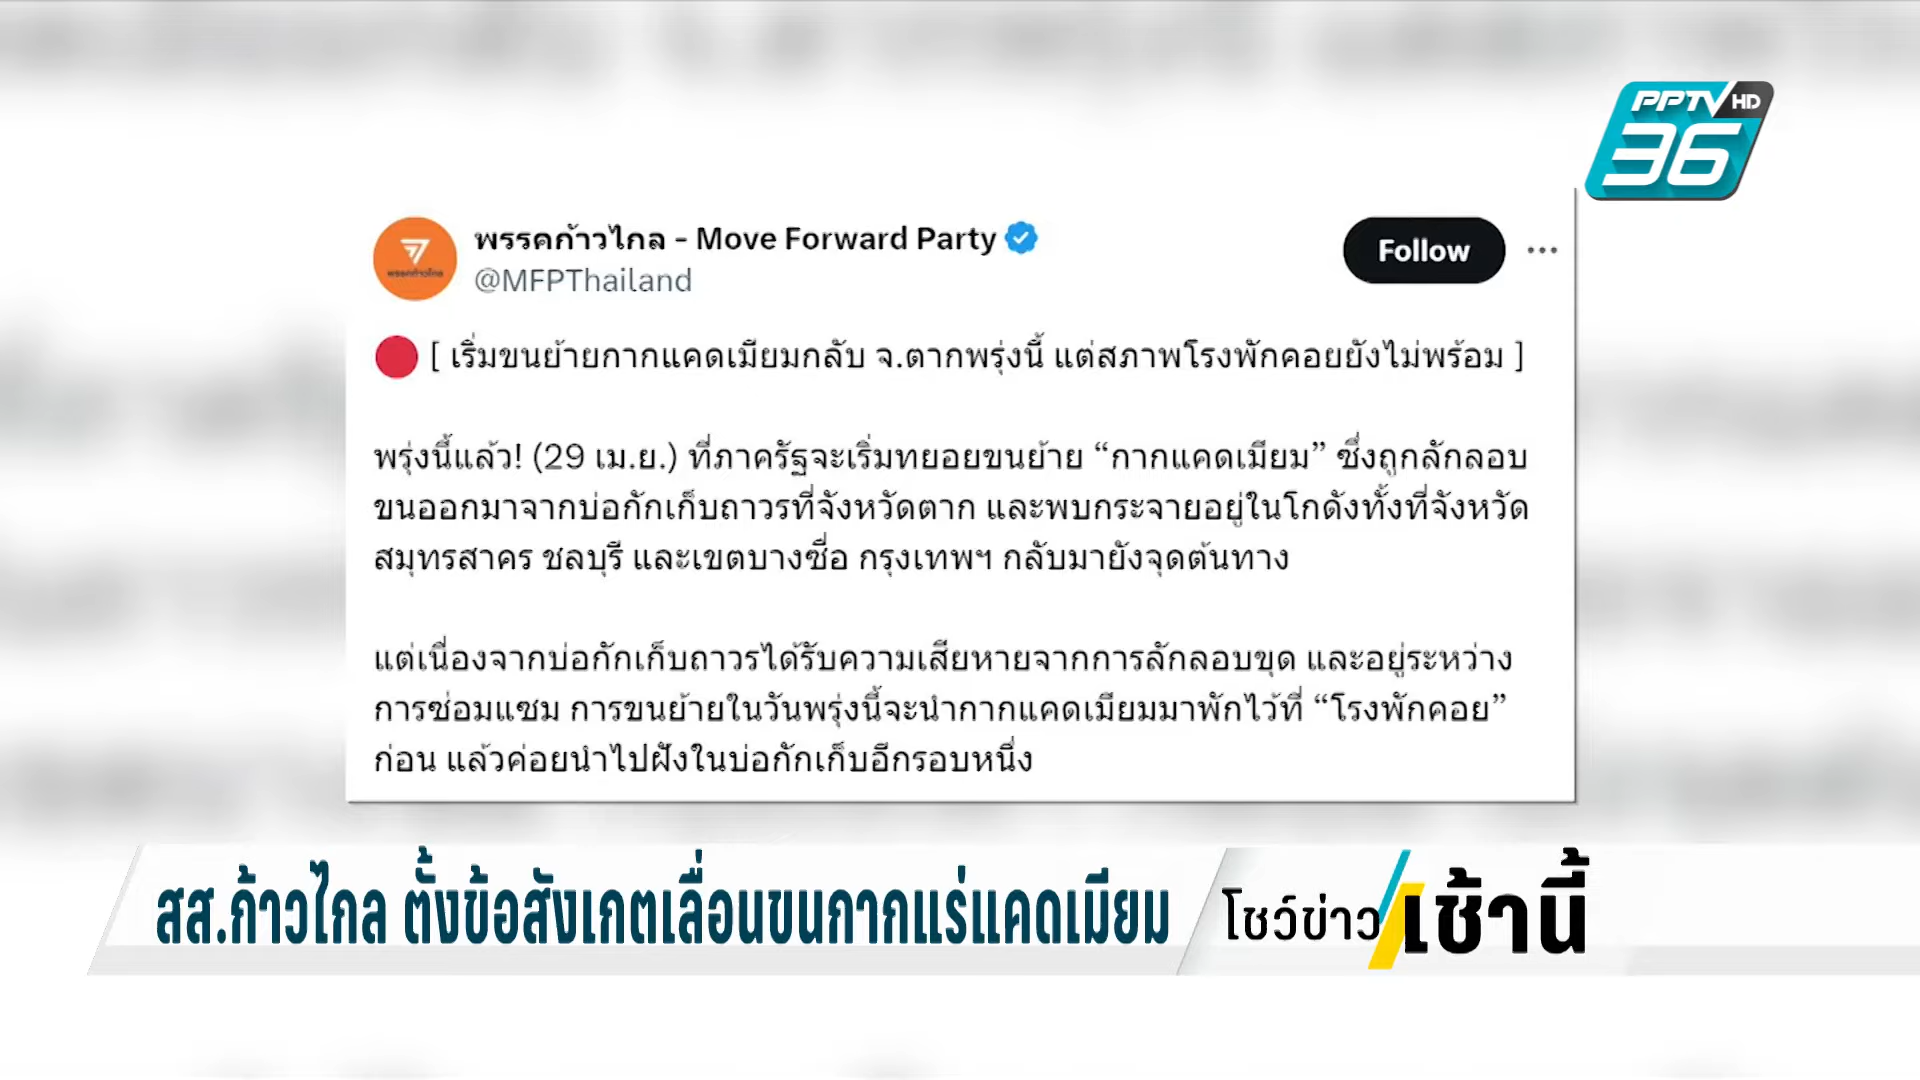 PPTV HD
36
พรรคก้าวไกล - Move Forward Party
Follow
พรรคก้าวไกล
@MFPThailand
[ เริ่มขนย้ายกากแคดเมียมกลับ จ.ตากพรุ่งนี้ แต่สภาพโรงพักคอยยังไม่พร้อม ]
พรุ่งนี้แล้ว! (29 เม.ย.) ที่ภาครัฐจะเริ่มทยอยขนย้าย “กากแคดเมียม” ซึ่งถูกลักลอบ
ขนออกมาจากบ่อกักเก็บถาวรที่จังหวัดตาก และพบกระจายอยู่ในโกดังทั้งที่จังหวัด
สมุทรสาคร ชลบุรี และเขตบางซื่อ กรุงเทพฯ กลับมายังจุดต้นทาง
แต่เนื่องจากบ่อกักเก็บถาวรได้รับความเสียหายจากการลักลอบขุด และอยู่ระหว่าง
การซ่อมแซม การขนย้ายในวันพรุ่งนี้จะนำกากแคดเมียมมาพักไว้ที่ “โรงพักคอย”
ก่อน แล้วค่อยนำไปฝังในบ่อกักเก็บอีกรอบหนึ่ง
สส.ก้าวไกล ตั้งข้อสังเกตเลื่อนขนกากแร่แคดเมียม
โชว์ข่าว เช้านี้